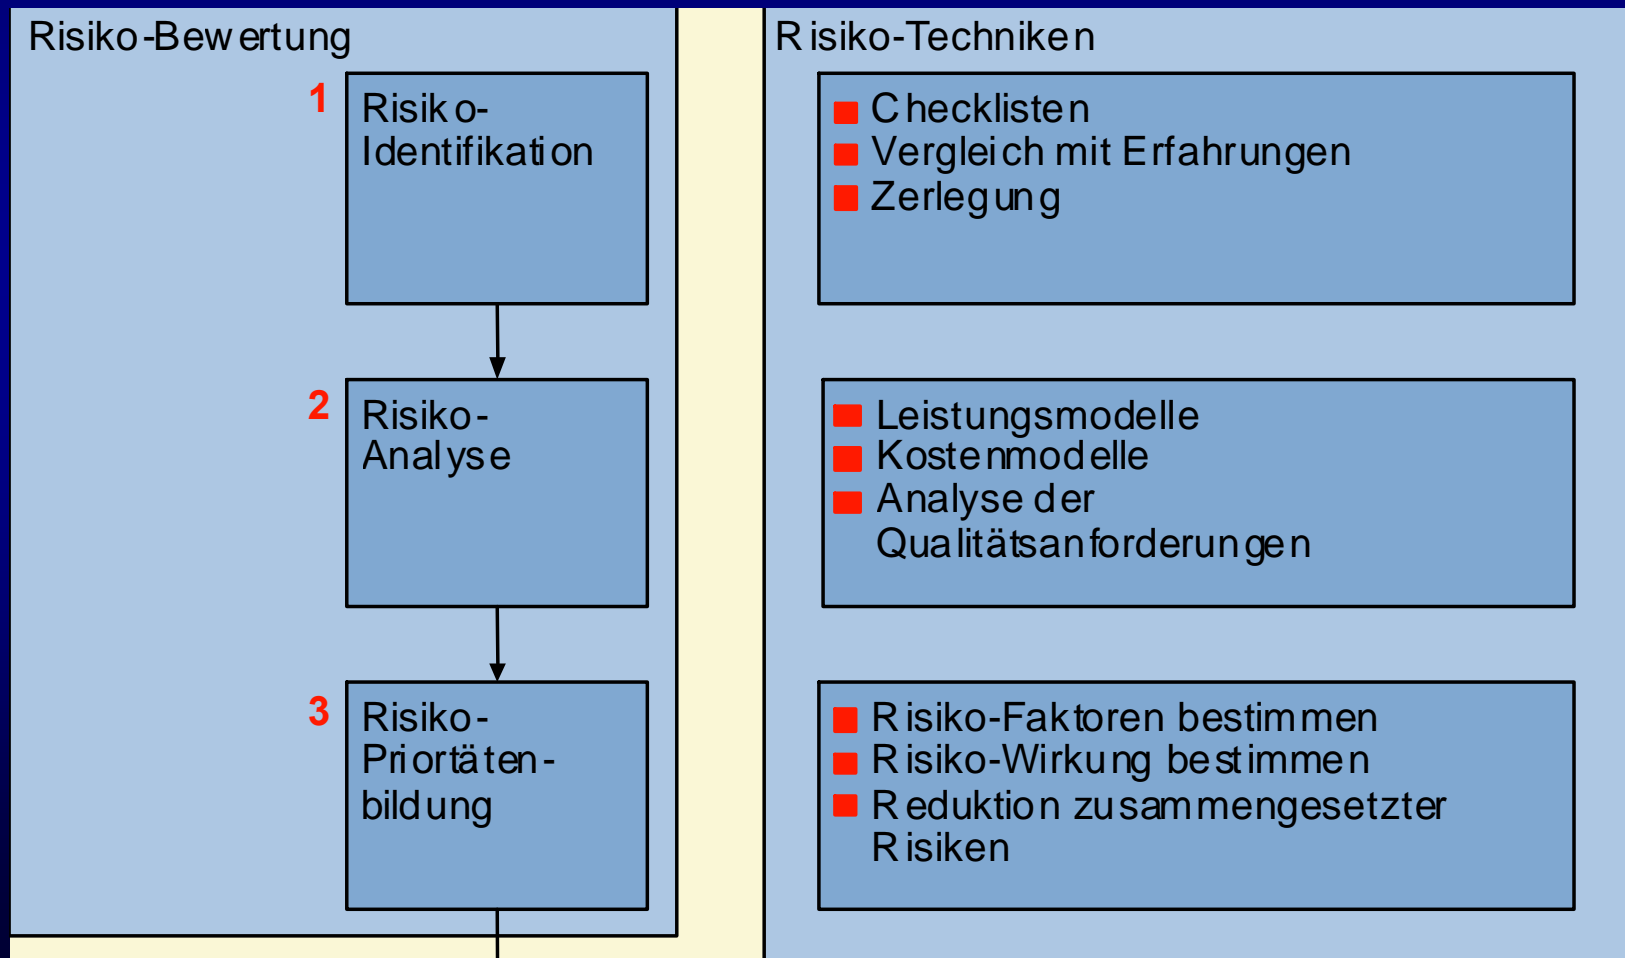 Risiko-Bewertung
1
Risiko-
Identifikation
2
Risiko-
Analyse
3
Risiko-
Priortäten-
bildung
Risiko-Techniken
Checklisten
Vergleich mit Erfahrungen
Zerlegung
Leistungsmodelle
Kostenmodelle
Analyse der
Qualitätsanforderungen
Risiko-Faktoren bestimmen
Risiko-Wirkung bestimmen
Reduktion zusammengesetzter
Risiken